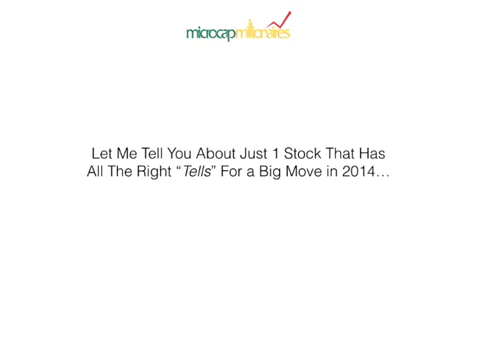 microcapmillionaires
Let Me Tell You About Just 1 Stock That Has
All The Right “Tells” For a Big Move in 2014…